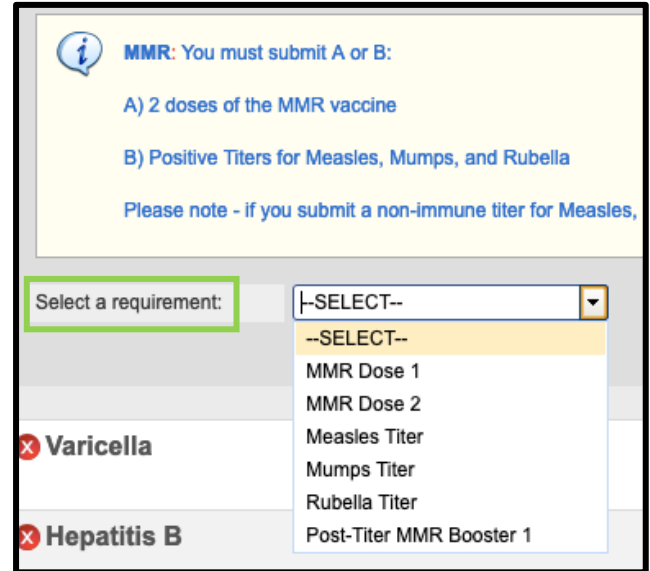 MMR: You must submit A or B:
A) 2 doses of the MMR vaccine
B) Positive Titers for Measles, Mumps, and Rubella
Please note - if you submit a non-immune titer for Measles,
Select a requirement:
--SELECT--
--SELECT--
MMR Dose 1
MMR Dose 2
Measles Titer
Mumps Titer
Rubella Titer
Post-Titer MMR Booster 1
Varicella
Hepatitis B